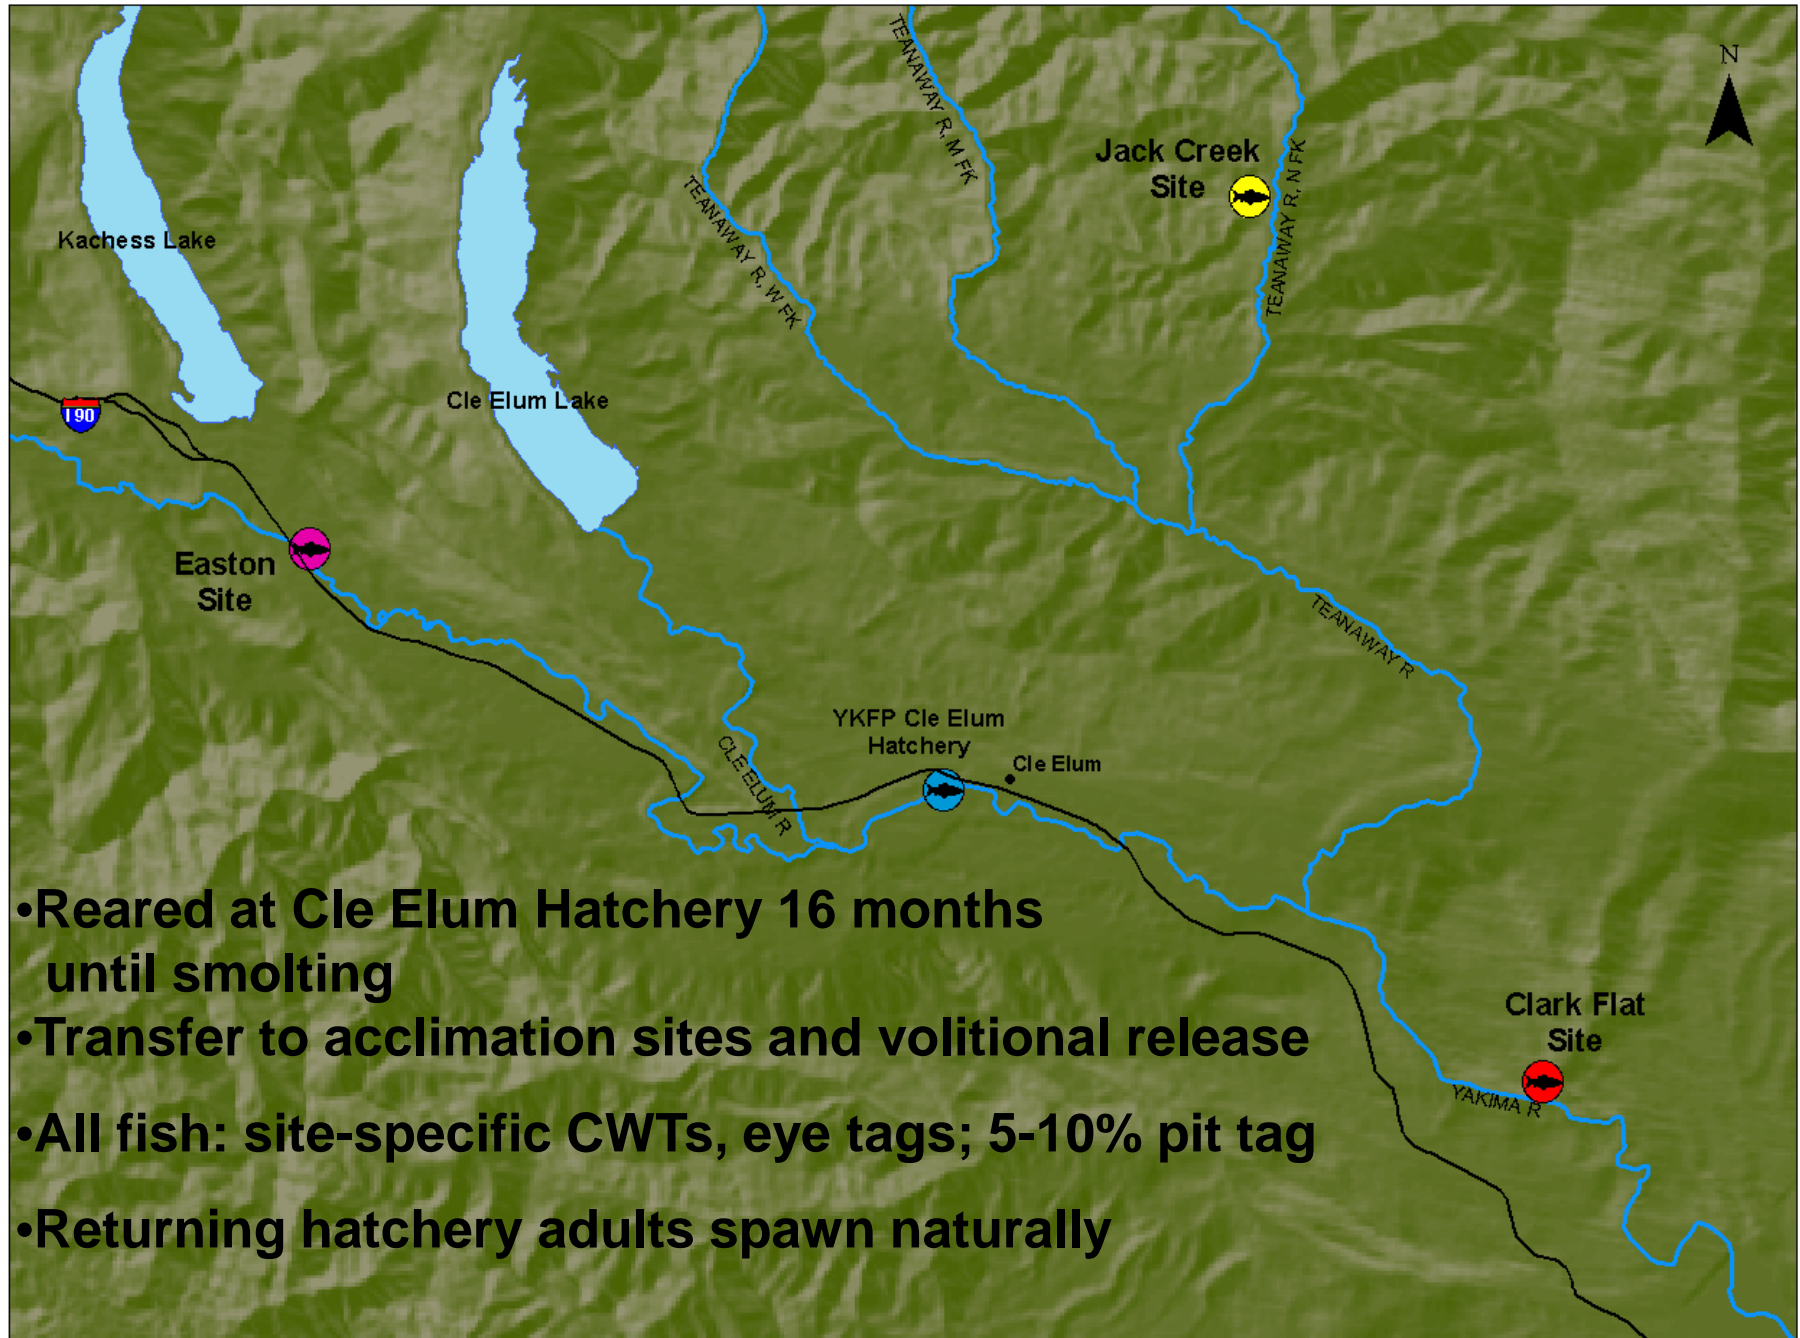 N
TEANAWAY R, M FK
Jack Creek
Site
TEANAWAY R, N FK
TEANAWAY R, W FK
Kachess Lake
Cle Elum Lake
I 90
Easton
Site
TEANAWAY R
YKFP Cle Elum
Hatchery
Cle Elum
CLE ELUM R
•Reared at Cle Elum Hatchery 16 months
until smolting
•Transfer to acclimation sites and volitional release
Clark Flat
Site
YAKIMA R
•All fish: site-specific CWTs, eye tags; 5-10% pit tag
•Returning hatchery adults spawn naturally